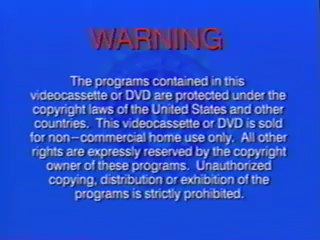 WARNING
The programs contained in this
videocassette or DVD are protected under the
copyright laws of the United States and other
countries. This videocassette or DVD is sold
for non-commercial home use only. All other
rights are expressly reserved by the copyright
owner of these programs. Unauthorized
copying, distribution or exhibition of the
programs is strictly prohibited.